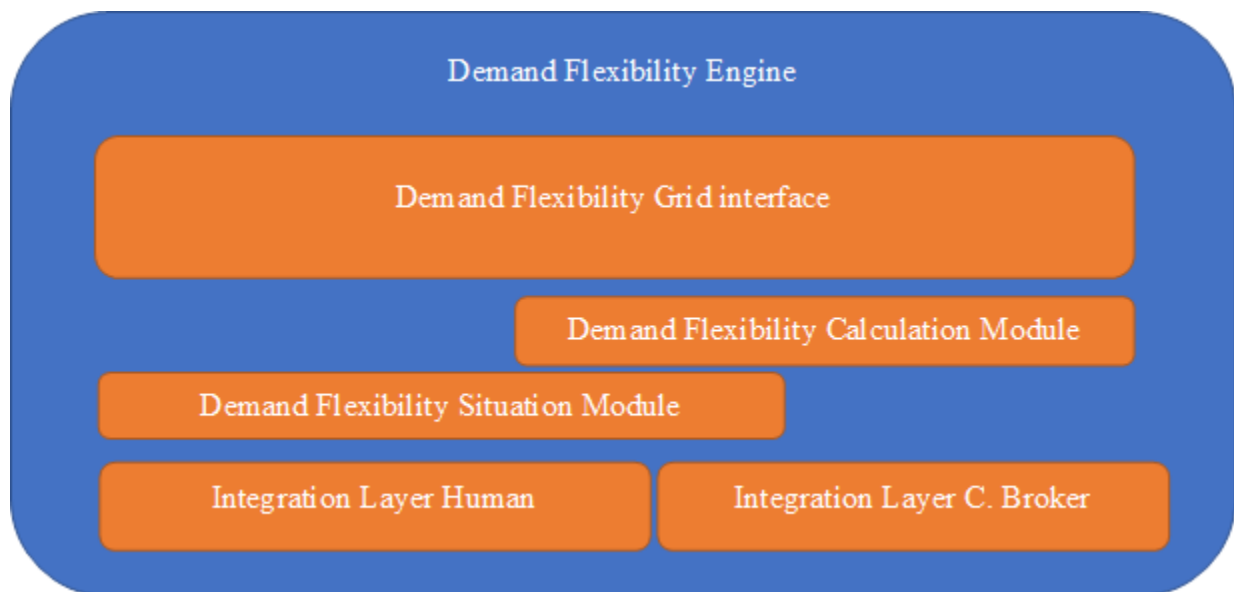 Demand Flexibility Engine
Demand Flexibility Grid interface
Demand Flexibility Calculation Module
Demand Flexibility Situation Module
Integration Layer Human
Integration Layer C. Broker